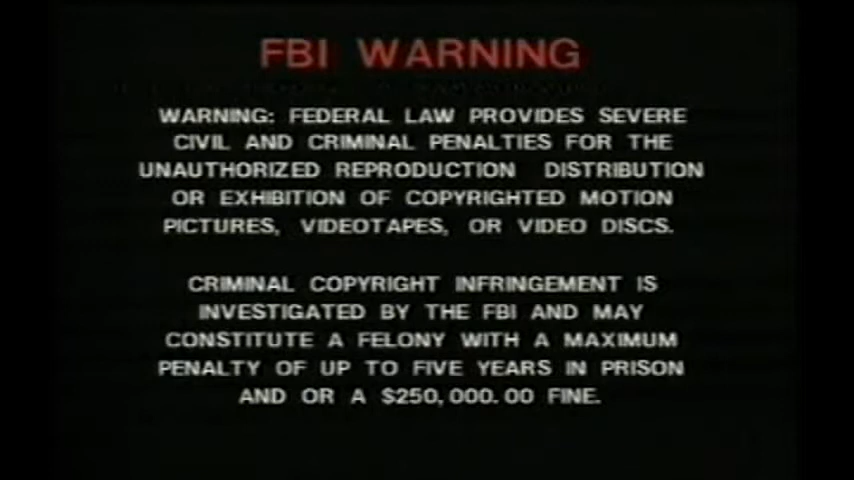 FBI WARNING
WARNING: FEDERAL LAW PROVIDES SEVERE
CIVIL AND CRIMINAL PENALTIES FOR THE
UNAUTHORIZED REPRODUCTION DISTRIBUTION
OR EXHIBITION OF COPYRIGHTED MOTION
PICTURES, VIDEOTAPES, OR VIDEO DISCS.
CRIMINAL COPYRIGHT INFRINGEMENT IS
INVESTIGATED BY THE FBI AND MAY
CONSTITUTE A FELONY WITH A MAXIMUM
PENALTY OF UP TO FIVE YEARS IN PRISON
AND OR A $250,000.00 FINE.